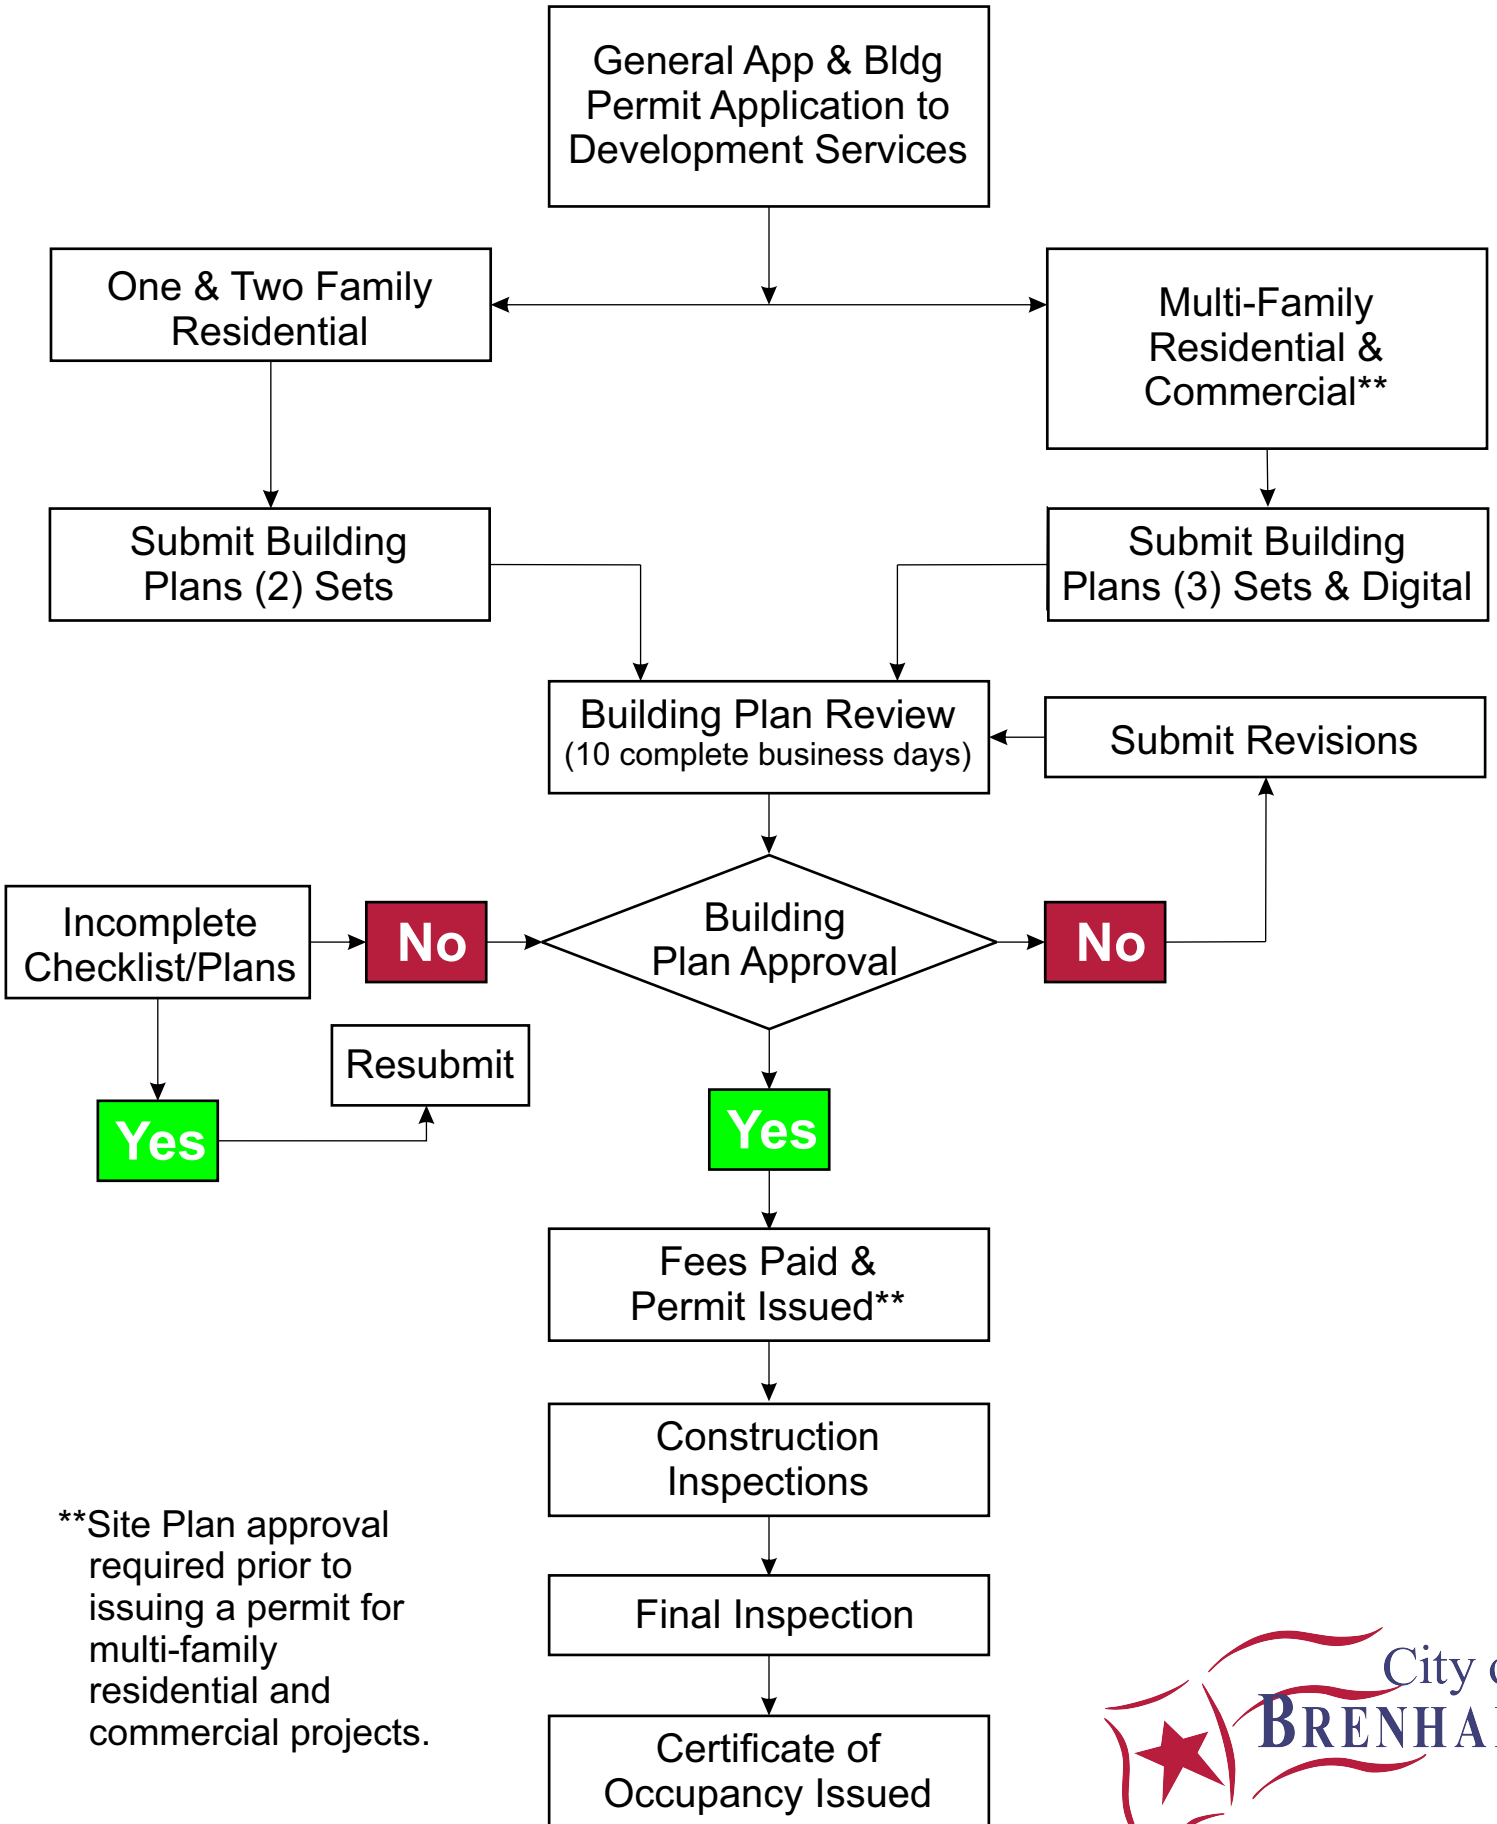 General App & Bldg
Permit Application to
Development Services
One & Two Family
Residential
Multi-Family
Residential &
Commercial**
Submit Building
Plans (2) Sets
Submit Building
Plans (3) Sets & Digital
Building Plan Review
(10 complete business days)
Submit Revisions
Incomplete
Checklist/Plans
No
Building
Plan Approval
No
Resubmit
Yes
Yes
Fees Paid &
Permit Issued**
Construction
Inspections
**Site Plan approval
required prior to
issuing a permit for
multi-family
residential and
commercial projects.
Final Inspection
Certificate of
Occupancy Issued
City